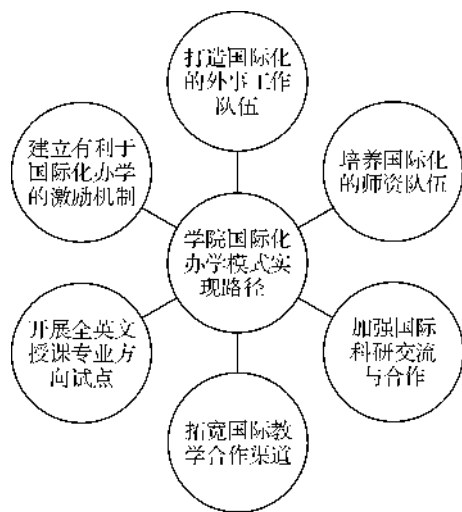 打造国际化
的外事工作
队伍
建立有利于
国际化办学
的激励机制
培养国际化
的师资队伍
学院国际化
办学模式实
现路径
开展全英文
授课专业方
向试点
加强国际
科研交流
与合作
拓宽国际教
学合作渠道